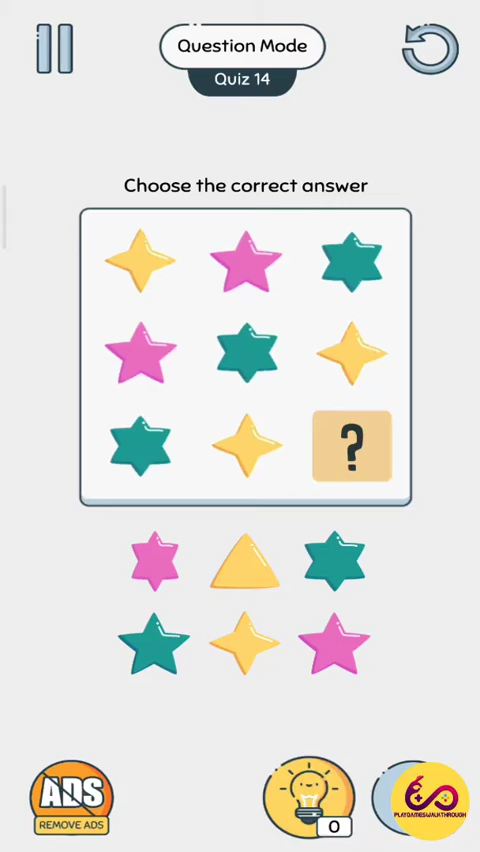 Question Mode
Quiz 14
Choose the correct answer
?
ADS
REMOVE ADS
0
PLAYGAMESWALKTHROUGH